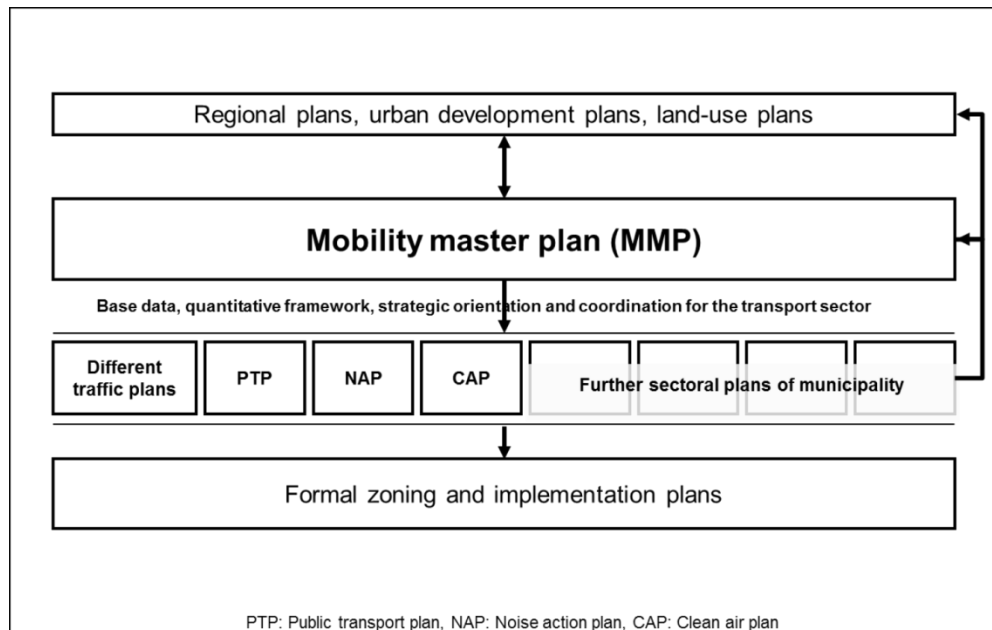 Regional plans, urban development plans, land-use plans
Mobility master plan (MMP)
Base data, quantitative framework, strategic orientation and coordination for the transport sector
Different
traffic plans
PTP
NAP
CAP
Further sectoral plans of municipality
Formal zoning and implementation plans
PTP: Public transport plan, NAP: Noise action plan, CAP: Clean air plan